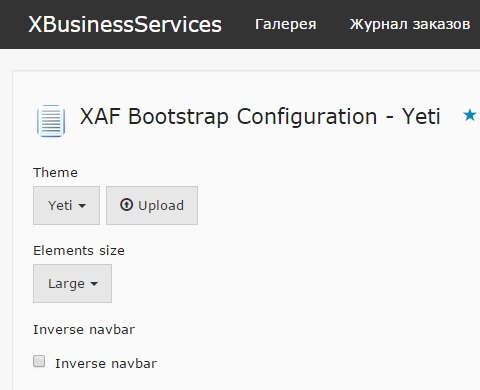 XBusinessServices Галерея Журнал заказов
XAF Bootstrap Configuration - Yeti
Theme
Yeti Upload
Elements size
Large
Inverse navbar
Inverse navbar